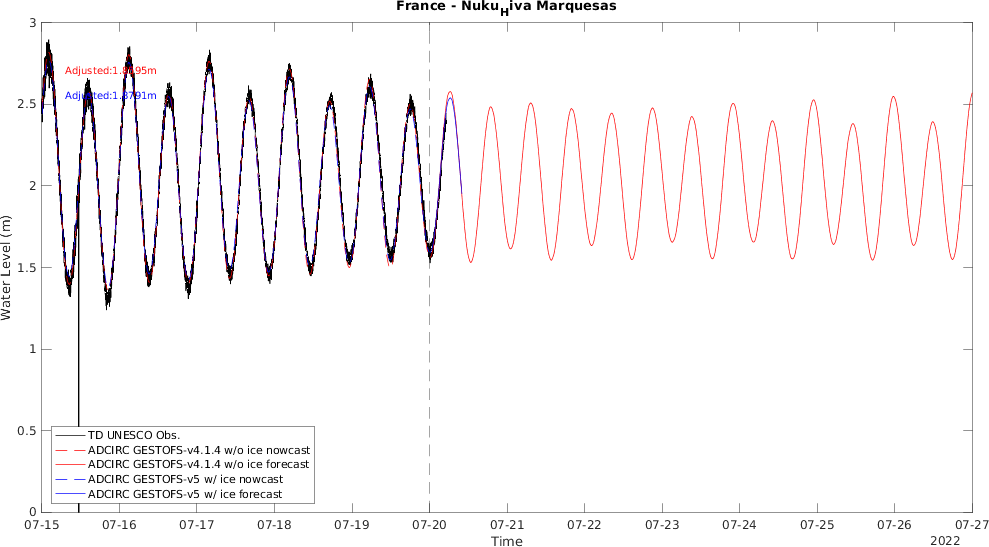 France - Nuku_Hiva Marquesas
3
2.5
2
1.5
1
0.5
0
Water Level (m)
Adjusted:1.8
95m
Adjusted:1.8791m
TD UNESCO Obs.
ADCIRC GESTOFS-v4.1.4 w/o ice nowcast
ADCIRC GESTOFS-v4.1.4 w/o ice forecast
ADCIRC GESTOFS-v5 w/ ice nowcast
ADCIRC GESTOFS-v5 w/ ice forecast
07-15 07-16 07-17 07-18 07-19 07-20 07-21 07-22 07-23 07-24 07-25 07-26 07-27
Time
2022